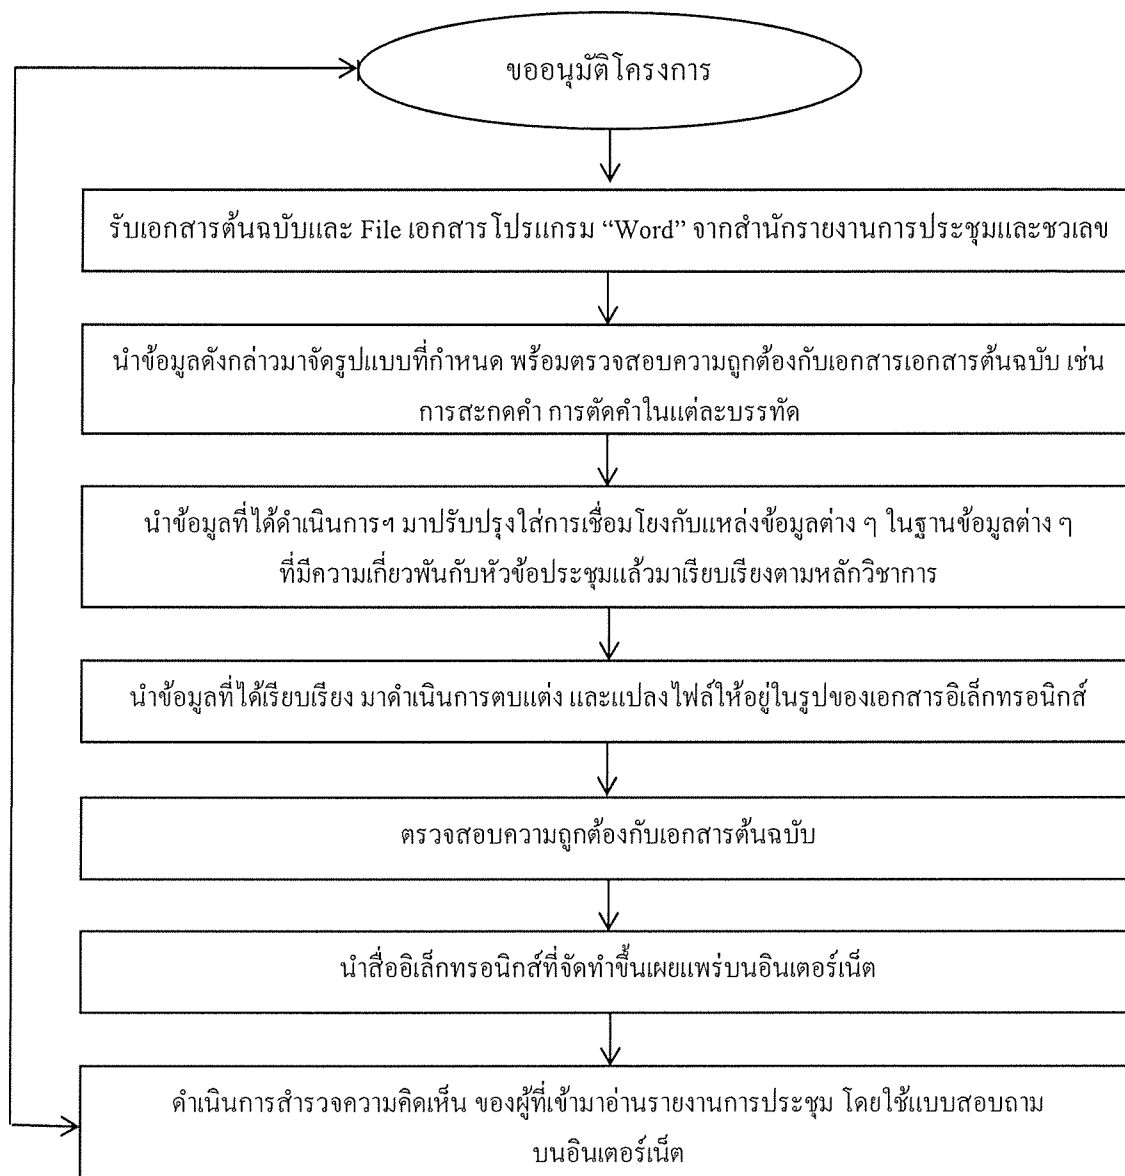 ขออนุมัติโครงการ
รับเอกสารต้นฉบับและ File เอกสารโปรแกรม “Word” จากสำนักรายงานการประชุมและชวเลข
นำข้อมูลดังกล่าวมาจัดรูปแบบที่กำหนด พร้อมตรวจสอบความถูกต้องกับเอกสารเอกสารต้นฉบับ เช่น
การสะกดคำ การตัดคำในแต่ละบรรทัด
นำข้อมูลที่ได้ดำเนินการฯ มาปรับปรุงใส่การเชื่อมโยงกับแหล่งข้อมูลต่าง ๆ ในฐานข้อมูลต่าง ๆ
ที่มีความเกี่ยวพันกับหัวข้อประชุมแล้วมาเรียบเรียงตามหลักวิชาการ
นำข้อมูลที่ได้เรียบเรียง มาดำเนินการตบแต่ง และแปลงไฟล์ให้อยู่ในรูปของเอกสารอิเล็กทรอนิกส์
ตรวจสอบความถูกต้องกับเอกสารต้นฉบับ
นำสื่ออิเล็กทรอนิกส์ที่จัดทำขึ้นเผยแพร่บนอินเตอร์เน็ต
ดำเนินการสำรวจความคิดเห็น ของผู้ที่เข้ามาอ่านรายงานการประชุม โดยใช้แบบสอบถาม
บนอินเตอร์เน็ต